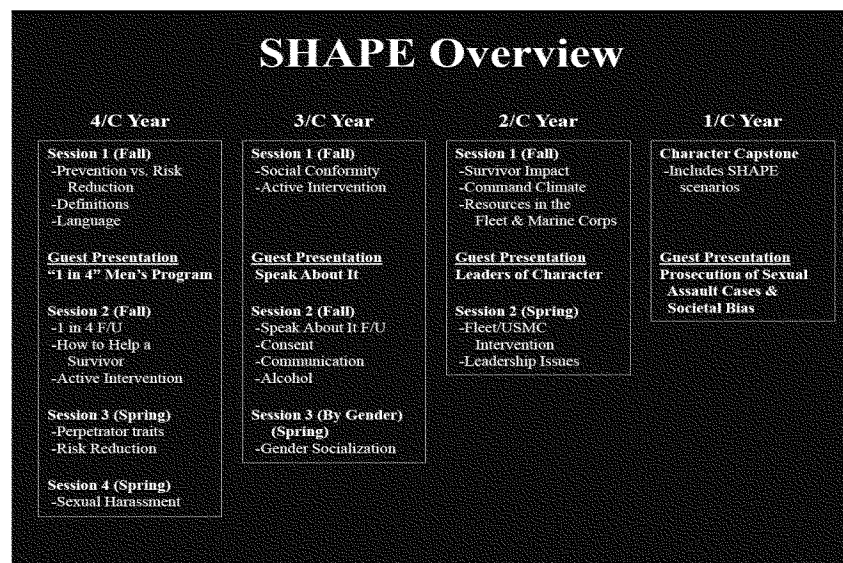 SHAPE Overview
4/C Year
Session 1 (Fall)
-Prevention vs. Risk
Reduction
-Definitions
-Language
Guest Presentation
“1 in 4” Men’s Program
Session 2 (Fall)
-1 in 4 F/U
-How to Help a
Survivor
-Active Intervention
Session 3 (Spring)
-Perpetrator traits
-Risk Reduction
Session 4 (Spring)
-Sexual Harassment
3/C Year
Session 1 (Fall)
-Social Conformity
-Active Intervention
Guest Presentation
Speak About It
Session 2 (Fall)
-Speak About It F/U
-Consent
-Communication
-Alcohol
Session 3 (By Gender)
(Spring)
-Gender Socialization
2/C Year
Session 1 (Fall)
-Survivor Impact
-Command Climate
-Resources in the
Fleet & Marine Corps
Guest Presentation
Leaders of Character
Session 2 (Spring)
-Fleet/USMC
Intervention
-Leadership Issues
1/C Year
Character Capstone
-Includes SHAPE
scenarios
Guest Presentation
Prosecution of Sexual
Assault Cases &
Societal Bias